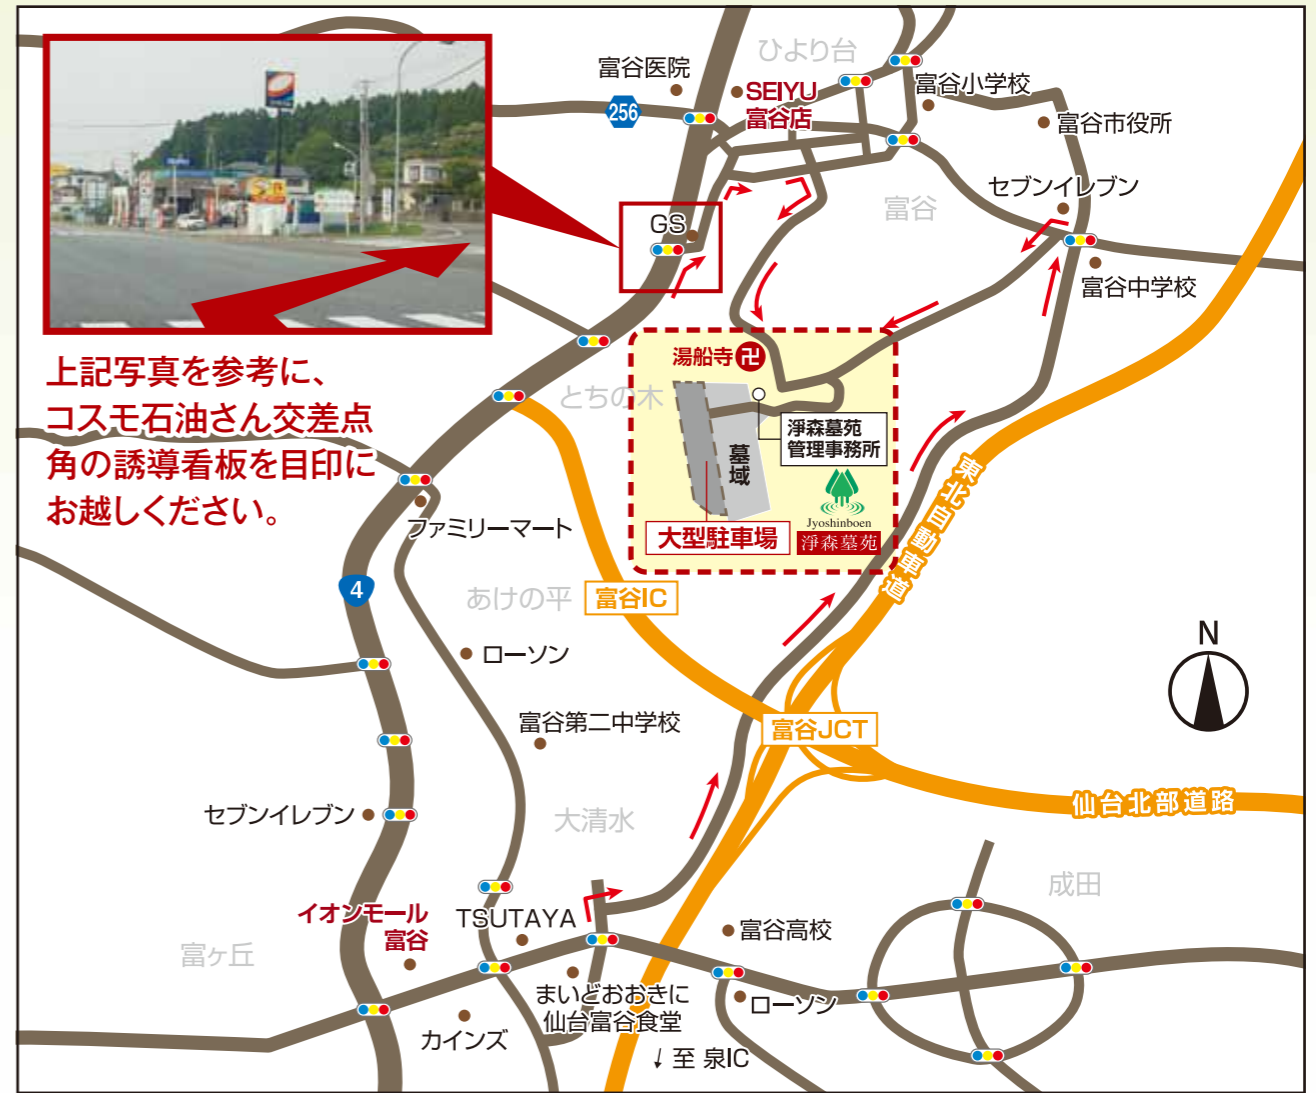 ひより台
富谷医院
SEIYU
富谷店
富谷小学校
256
富谷市役所
セブンイレブン
富谷
GS
富谷中学校
上記写真を参考に、
コスモ石油さん交差点
角の誘導看板を目印に
お越しください。
湯船寺 卍
とちの木
淨森墓苑
管理事務所
墓域
Jyoshinboen
淨森墓苑
大型駐車場
東北自動車道
ファミリーマート
4
あけの平
富谷IC
ローソン
N
富谷第二中学校
富谷JCT
仙台北部道路
セブンイレブン
大清水
成田
イオンモール
富谷
TSUTAYA
富谷高校
富ヶ丘
まいどおおきに
仙台富谷食堂
ローソン
カインズ
↓至 泉IC